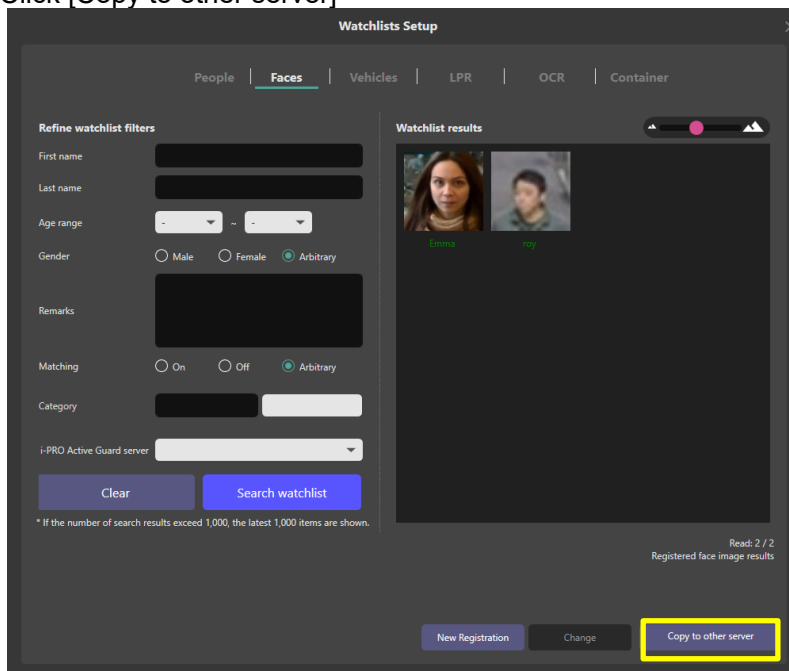 Click [Copy to other server]
Watchlists Setup
People | Faces | Vehicles | LPR | OCR | Container
Refine watchlist filters
First name
Last name
Age range - ~ -
Gender Male Female Arbitrary
Remarks
Matching On Off Arbitrary
Category
i-PRO Active Guard server
Clear Search watchlist
* If the number of search results exceed 1,000, the latest 1,000 items are shown.
Watchlist results
Emma roy
Read: 2 / 2
Registered face image results
New Registration Change Copy to other server